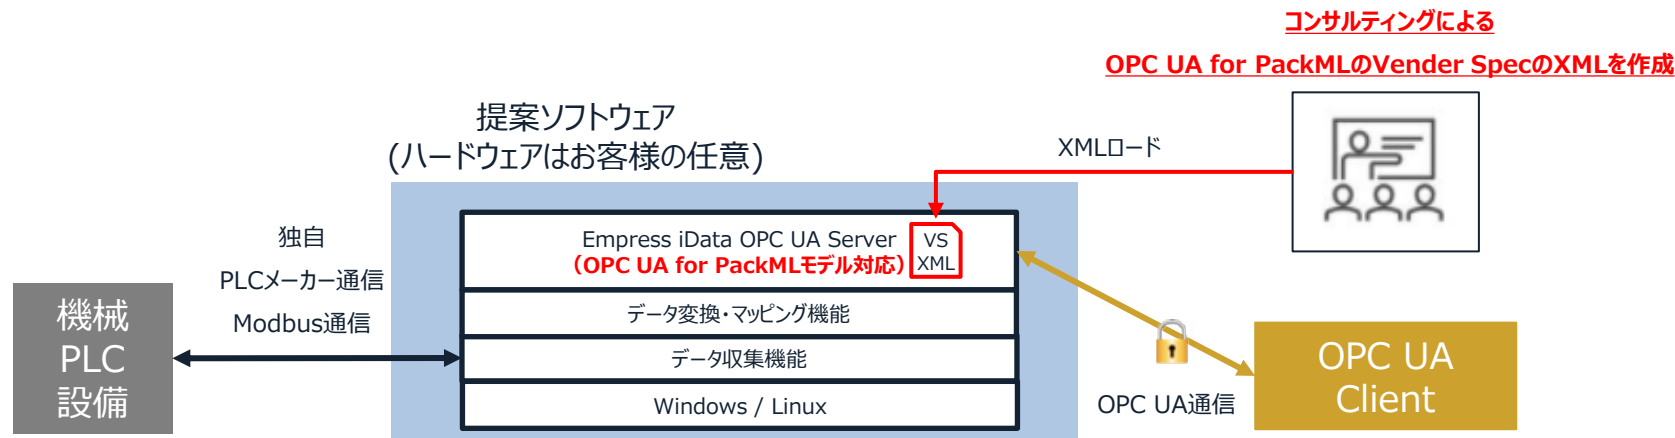 コンサルティングによる
OPC UA for PackMLのVender SpecのXMLを作成
提案ソフトウェア
(ハードウェアはお客様の任意)
XMLロード
独自
PLCメーカー通信
Modbus通信
機械
PLC
設備
Empress iData OPC UA Server
（OPC UA for PackMLモデル対応）
VS
XML
データ変換・マッピング機能
データ収集機能
Windows / Linux
OPC UA通信
OPC UA
Client